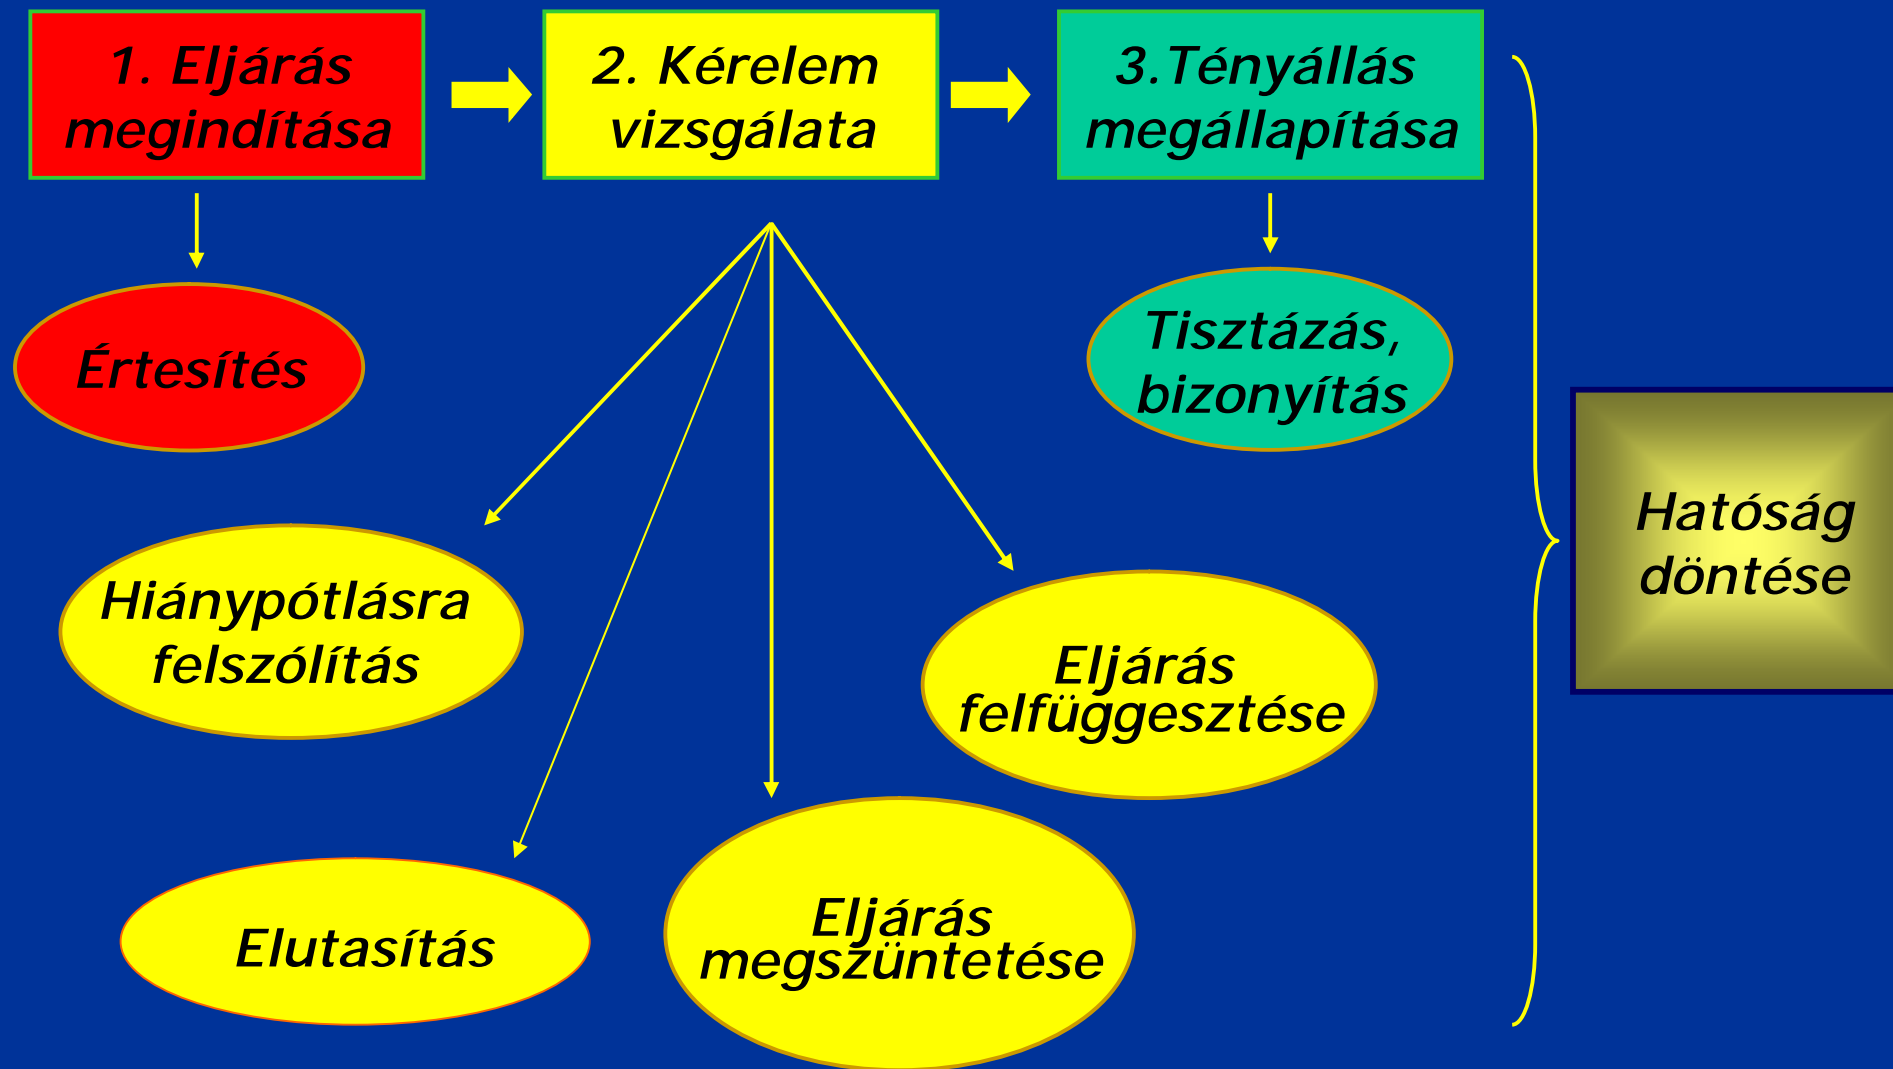 1. Eljárás
megindítása
2. Kérelem
vizsgálata
3.Tényállás
megállapítása
Értesítés
Tisztázás,
bizonyítás
Hiánypótlásra
felszólítás
Eljárás
felfüggesztése
Elutasítás
Eljárás
megszüntetése
Hatóság
döntése